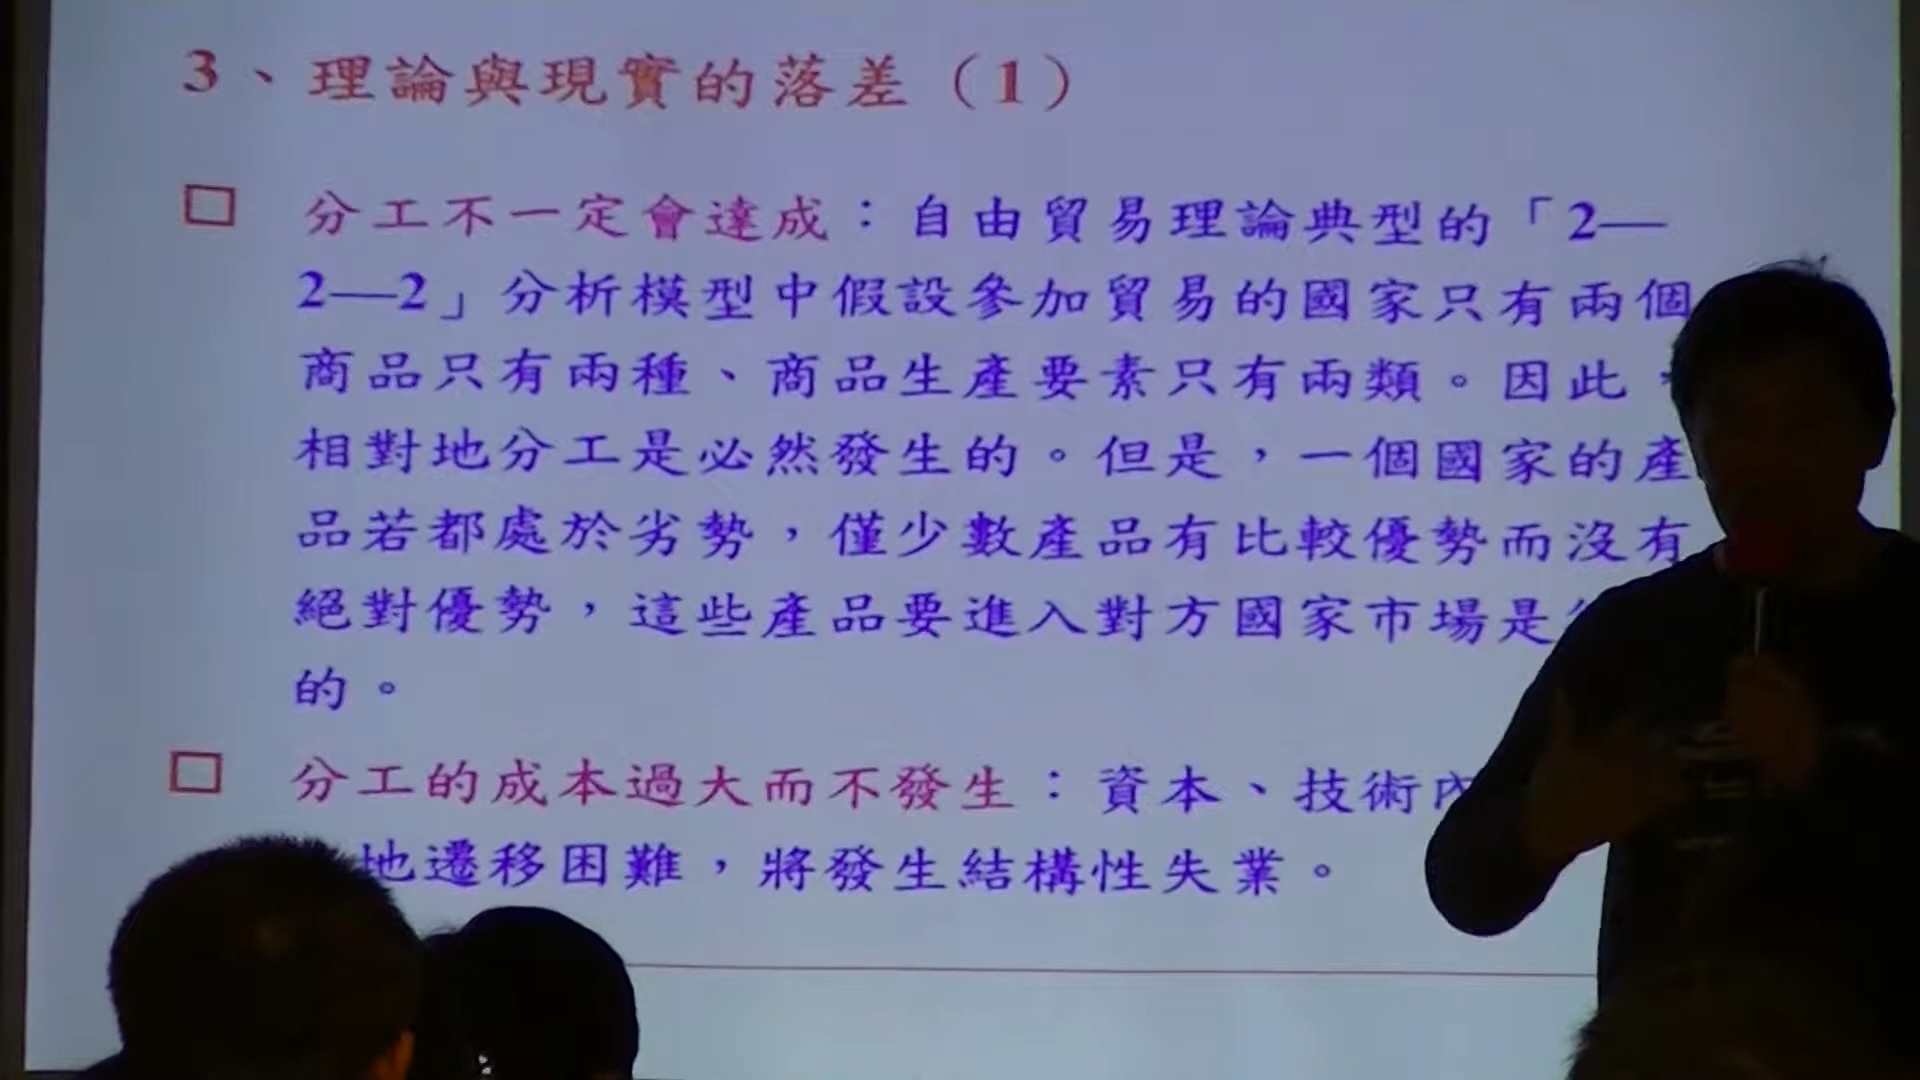 3、理論與現實的落差（1）
分工不一定會達成：自由貿易理論典型的「2—
2—2」分析模型中假設參加貿易的國家只有兩個
商品只有兩種、商品生產要素只有兩類。因此，
相對地分工是必然發生的。但是，一個國家的產
品若都處於劣勢，僅少數產品有比較優勢而沒有
絕對優勢，這些產品要進入對方國家市場是
的。
分工的成本過大而不發生：資本、技術
地遷移困難，將發生結構性失業。